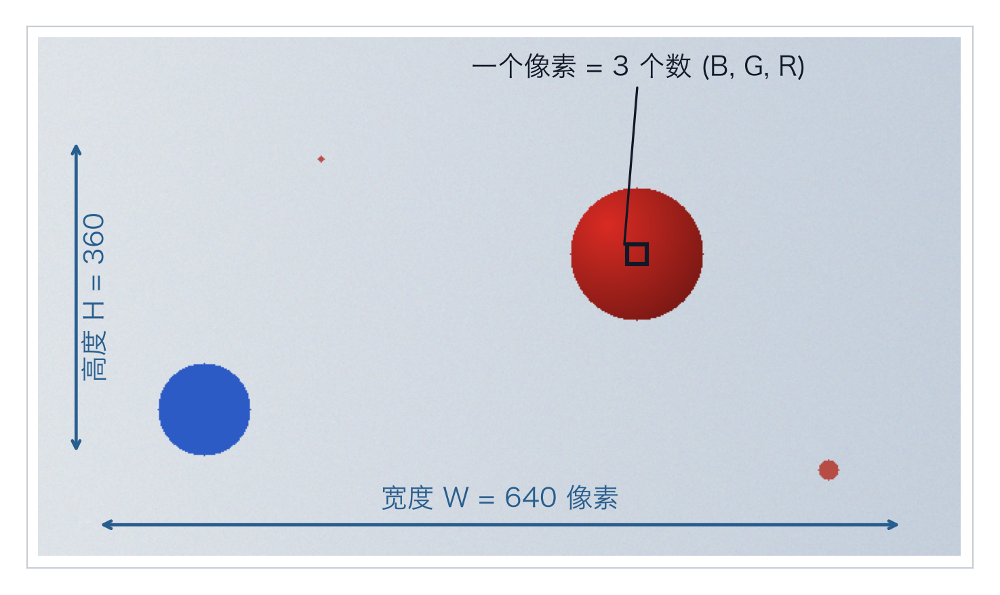 一个像素 = 3 个数 (B, G, R)
高度 H = 360
宽度 W = 640 像素